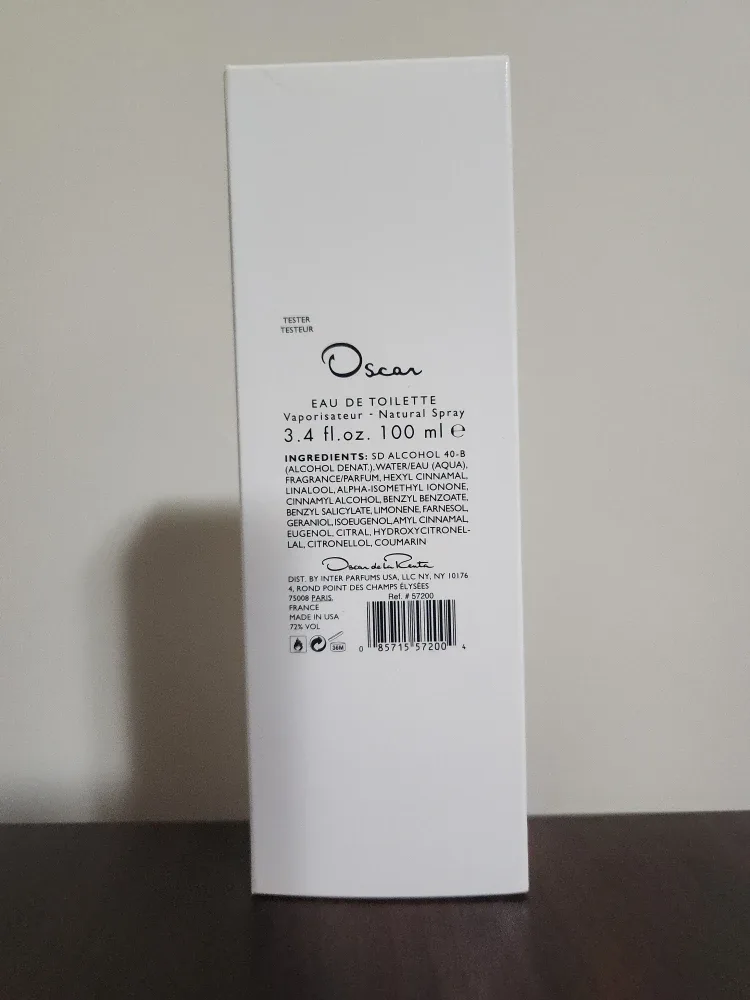 TESTER
TESTEUR
Oscar
EAU DE TOILETTE
Vaporisateur - Natural Spray
3.4 fl.oz. 100 ml ℮
INGREDIENTS: SD ALCOHOL 40-B
(ALCOHOL DENAT.), WATER/EAU (AQUA),
FRAGRANCE/PARFUM, HEXYL CINNAMAL,
LINALOOL, ALPHA-ISOMETHYL IONONE,
CINNAMYL ALCOHOL, BENZYL BENZOATE,
BENZYL SALICYLATE, LIMONENE, FARNESOL,
GERANIOL, ISOEUGENOL, AMYL CINNAMAL,
EUGENOL, CITRAL, HYDROXYCITRONEL-
LAL, CITRONELLOL, COUMARIN
Oscar de la Renta
DIST. BY INTER PARFUMS USA, LLC NY, NY 10176
4, ROND POINT DES CHAMPS ÉLYSÉES
75008 PARIS,
FRANCE
MADE IN USA
72% VOL
36M
Ref. # 57200
0 85715 57200 4